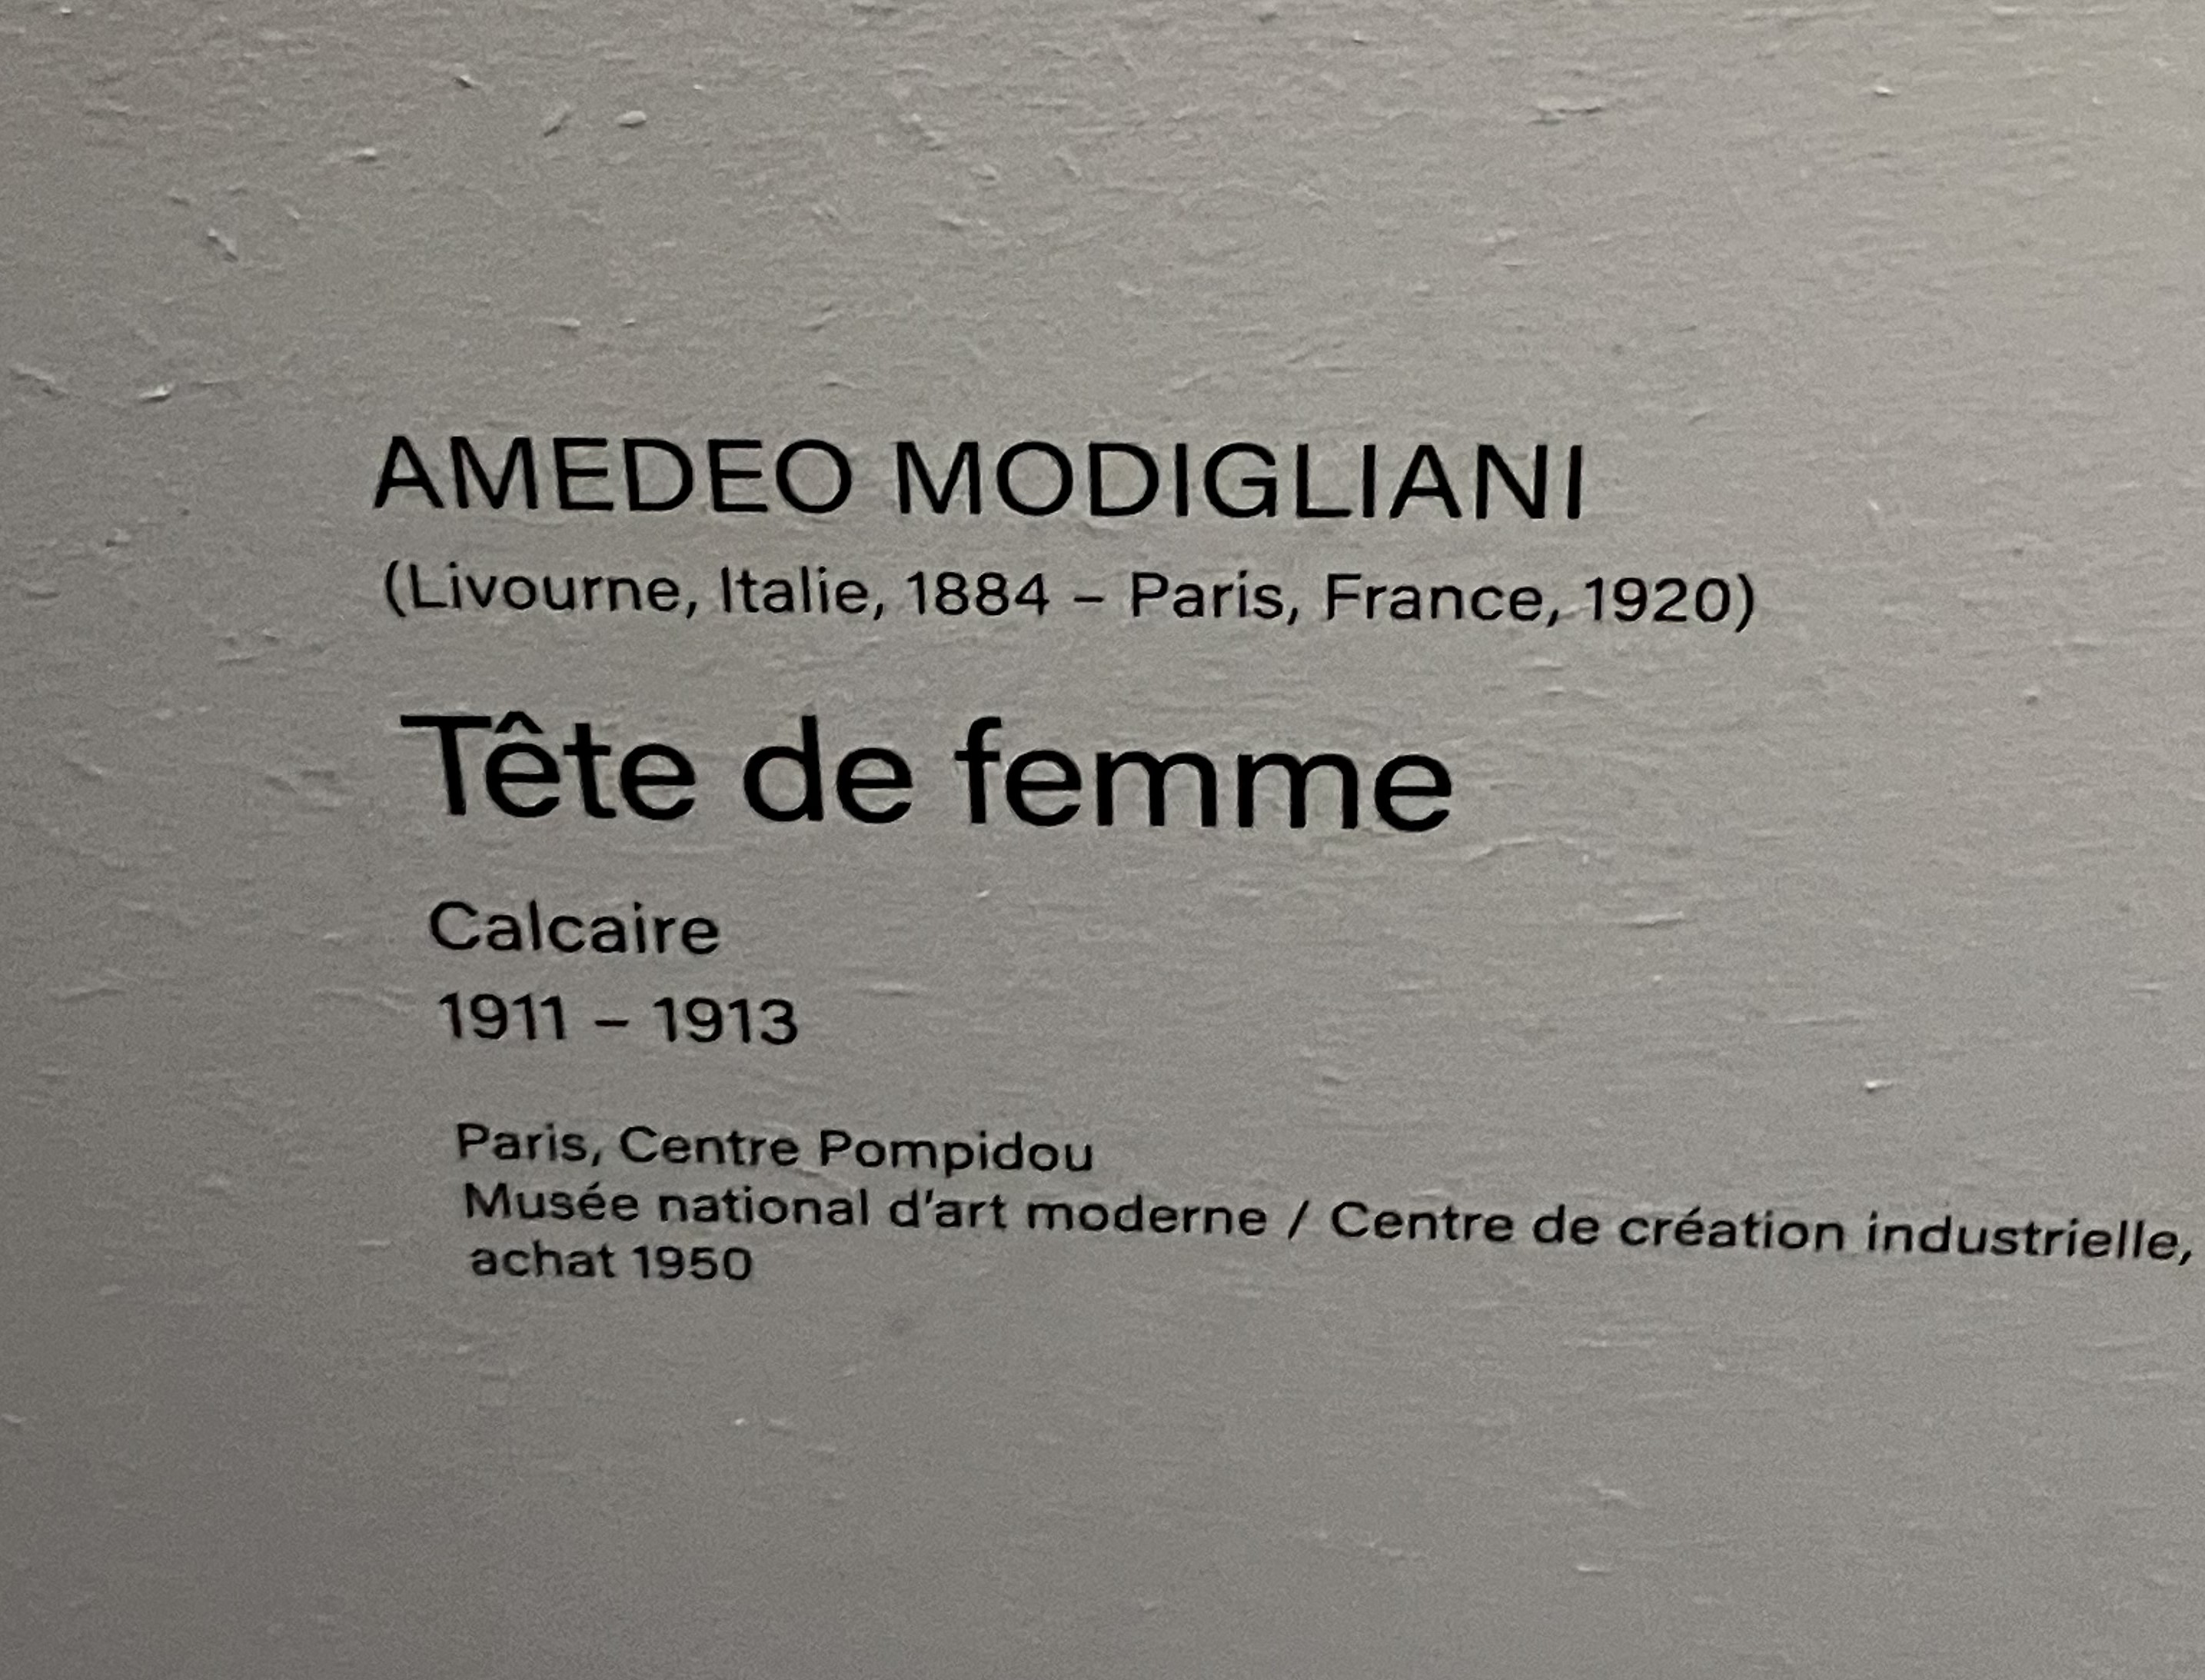 AMEDEO MODIGLIANI
(Livourne, Italie, 1884 – Paris, France, 1920)
Tête de femme
Calcaire
1911 – 1913
Paris, Centre Pompidou
Musée national d'art moderne / Centre de création industrielle,
achat 1950